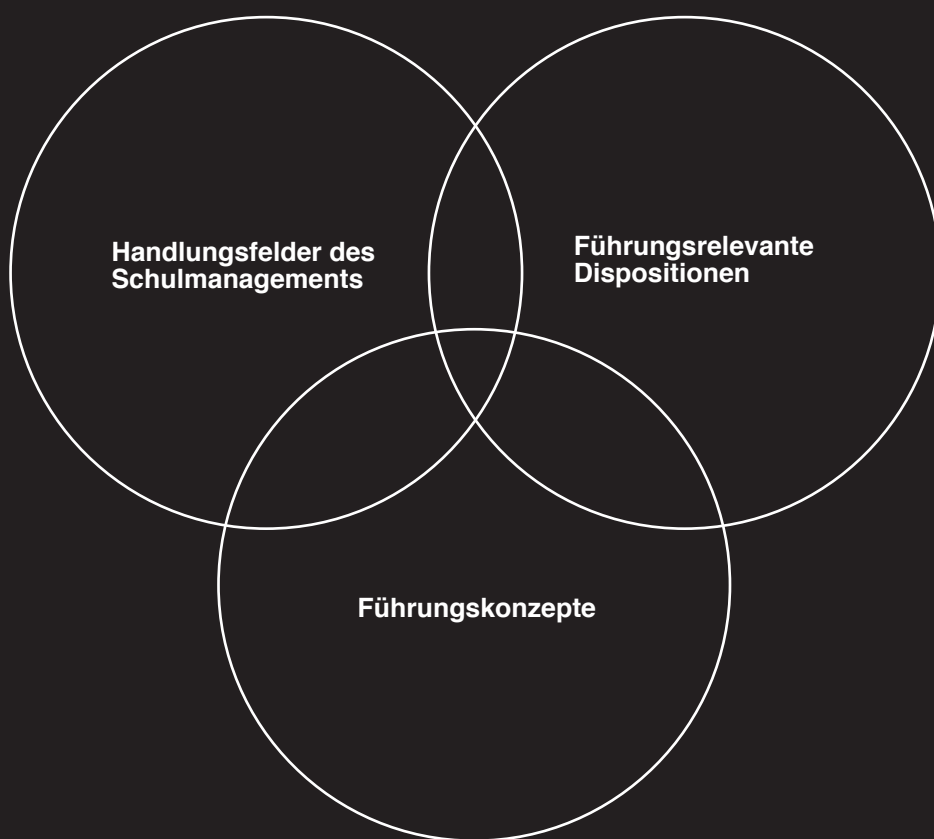 Handlungsfelder des
Schulmanagements
Führungsrelevante
Dispositionen
Führungskonzepte